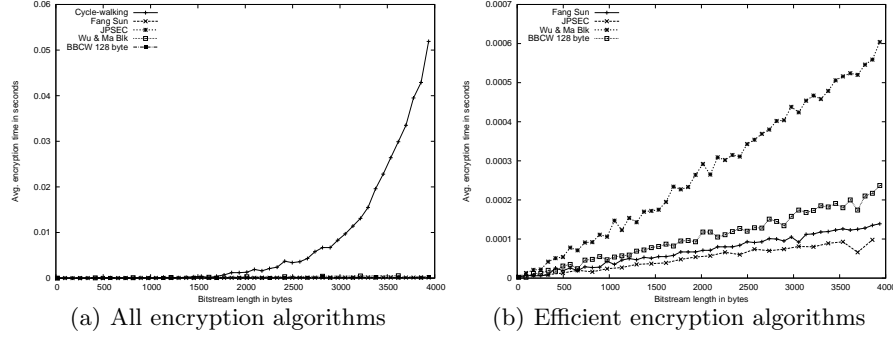 0.06
0.05
0.04
0.03
0.02
0.01
0.00
Avg. encryption time in seconds
Cycle-walking
Fang Sun
JPSEC
Wu & Ma Blk
BBCW 128 byte
0 500 1000 1500 2000 2500 3000 3500 4000
Bitstream length in bytes
(a) All encryption algorithms
0.0007
0.0006
0.0005
0.0004
0.0003
0.0002
0.0001
0.0000
Avg. encryption time in seconds
Fang Sun
JPSEC
Wu & Ma Blk
BBCW 128 byte
0 500 1000 1500 2000 2500 3000 3500 4000
Bitstream length in bytes
(b) Efficient encryption algorithms